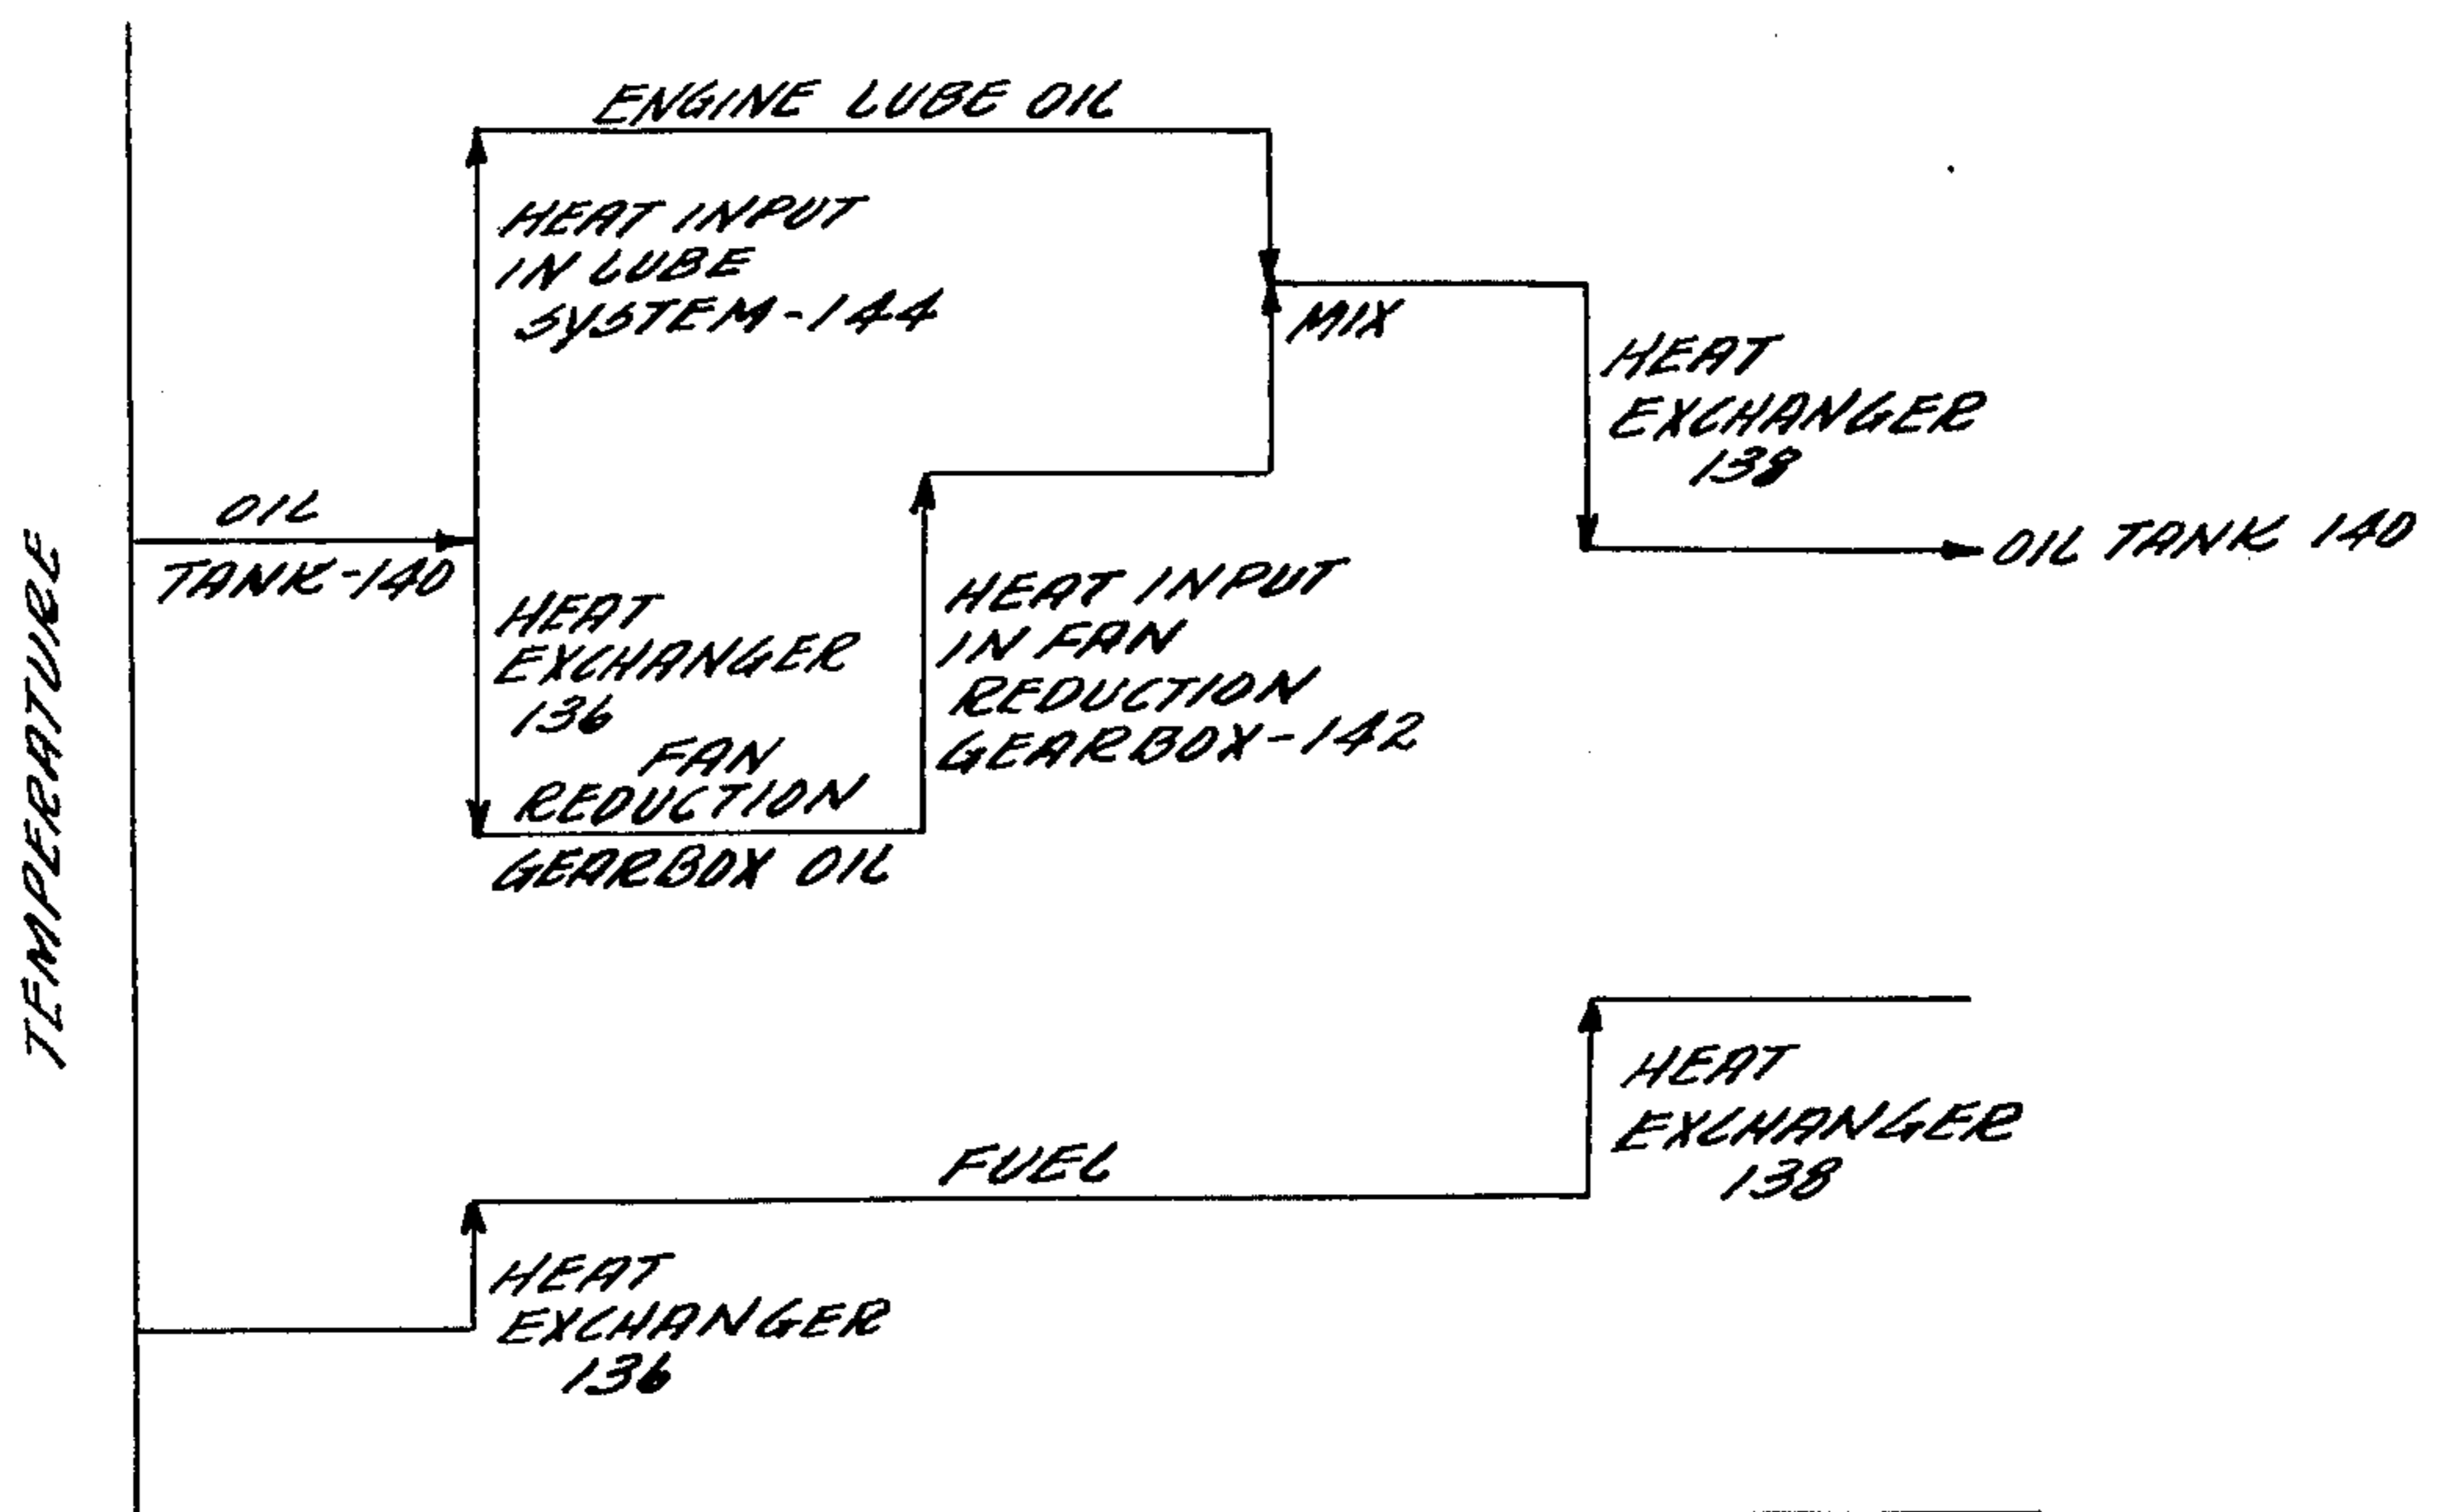 ENGINE LUBE OIL
HEAT INPUT
IN LUBE
SYSTEM-144
MIX
HEAT
EXCHANGER
138
OIL
TANK-140
OIL TANK 140
HEAT
EXCHANGER
136
FAN
REDUCTION
GEARBOX OIL
HEAT INPUT
IN FAN
REDUCTION
GEARBOX-142
TEMPERATURE
HEAT
EXCHANGER
138
FUEL
HEAT
EXCHANGER
136